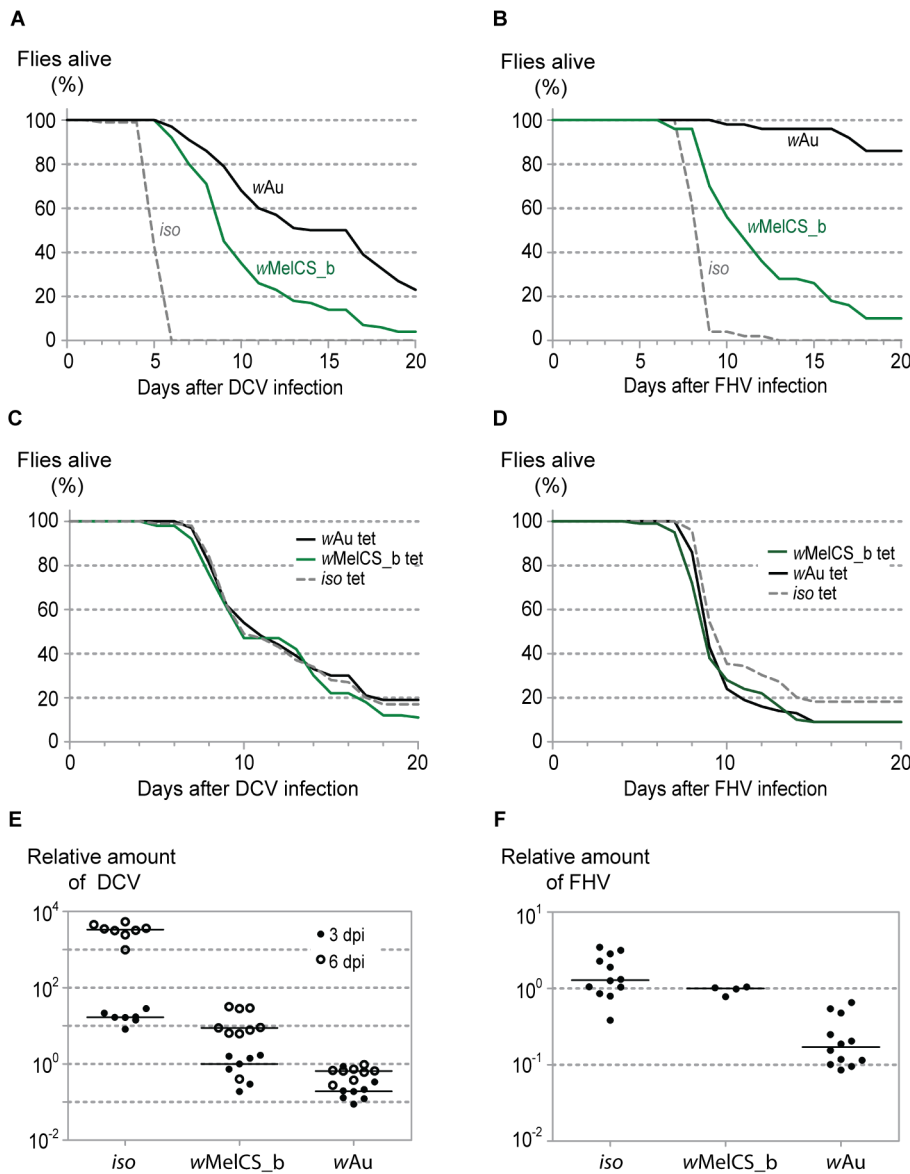 A
Flies alive
(%)
100
80
60
40
20
0
wAu
iso
wMelCS_b
0 5 10 15 20
Days after DCV infection
B
Flies alive
(%)
100
80
60
40
20
0
wAu
wMelCS_b
iso
0 5 10 15 20
Days after FHV infection
C
Flies alive
(%)
100
80
60
40
20
0
wAu tet
wMelCS_b tet
iso tet
0 10 20
Days after DCV infection
D
Flies alive
(%)
100
80
60
40
20
0
wMelCS_b tet
wAu tet
iso tet
0 10 20
Days after FHV infection
E
Relative amount
of DCV
10^4
10^2
10^0
10^-2
3 dpi
6 dpi
iso wMelCS_b wAu
F
Relative amount
of FHV
10^1
10^0
10^-1
10^-2
iso wMelCS_b wAu